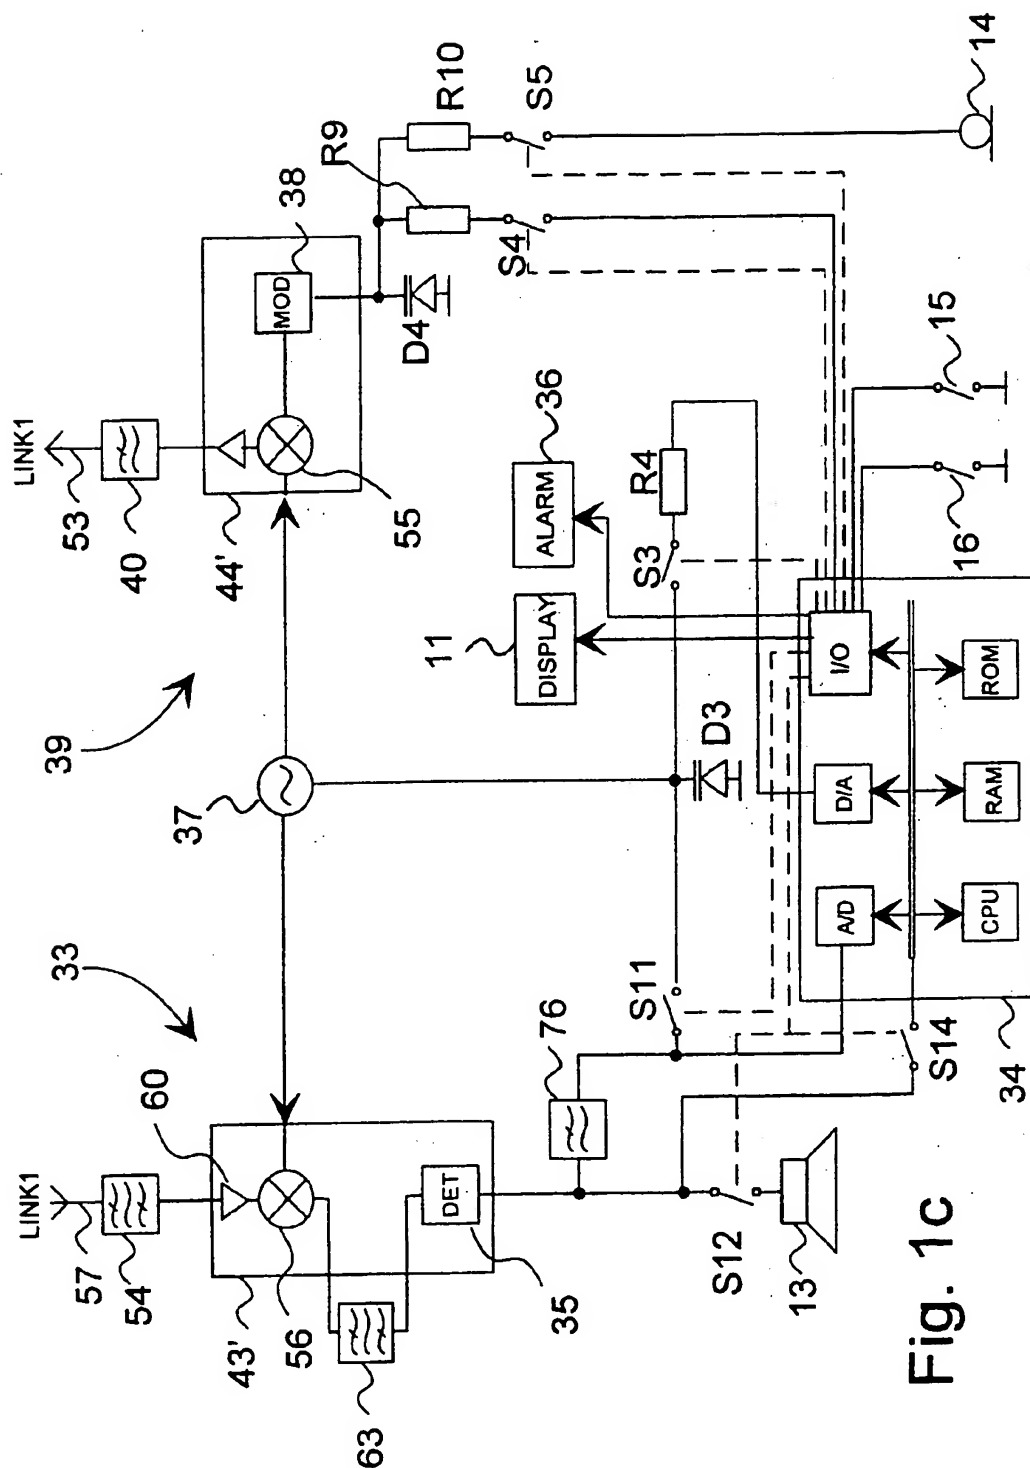 LINK1
57
54
60
33
39
LINK1
53
40
38
MOD
R9
R10
43'
56
63
DET
35
37
44'
55
D4
S4
S5
14
76
S11
11
DISPLAY
36
ALARM
S3
R4
D3
S12
13
S14
34
A/D
D/A
I/O
CPU
RAM
ROM
16
15
Fig. 1c